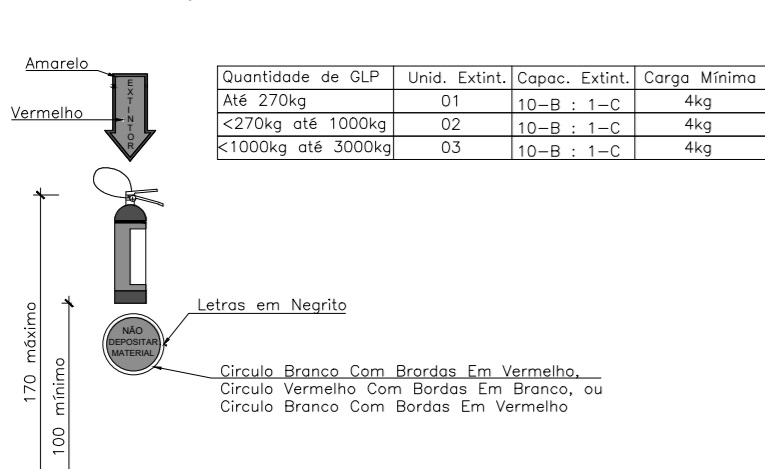 Amarelo
EXTINTOR
Vermelho
Quantidade de GLP Unid. Extint. Capac. Extint. Carga Mínima
Até 270kg 01 10-B : 1-C 4kg
<270kg até 1000kg 02 10-B : 1-C 4kg
<1000kg até 3000kg 03 10-B : 1-C 4kg
170 máximo
100 mínimo
Letras em Negrito
NÃO
DEPOSITAR
MATERIAL
Circulo Branco Com Brordas Em Vermelho,
Circulo Vermelho Com Bordas Em Branco, ou
Circulo Branco Com Bordas Em Vermelho